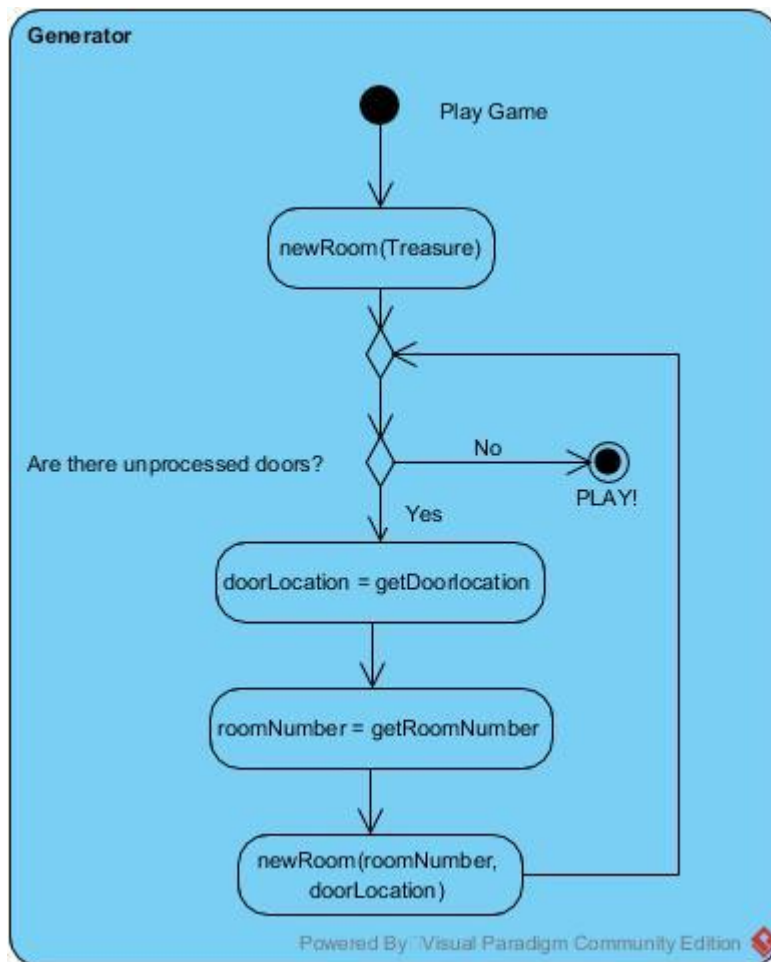 Generator
Play Game
newRoom(Treasure)
Are there unprocessed doors?
No
PLAY!
Yes
doorLocation = getDoorlocation
roomNumber = getRoomNumber
newRoom(roomNumber,
doorLocation)
Powered By Visual Paradigm Community Edition